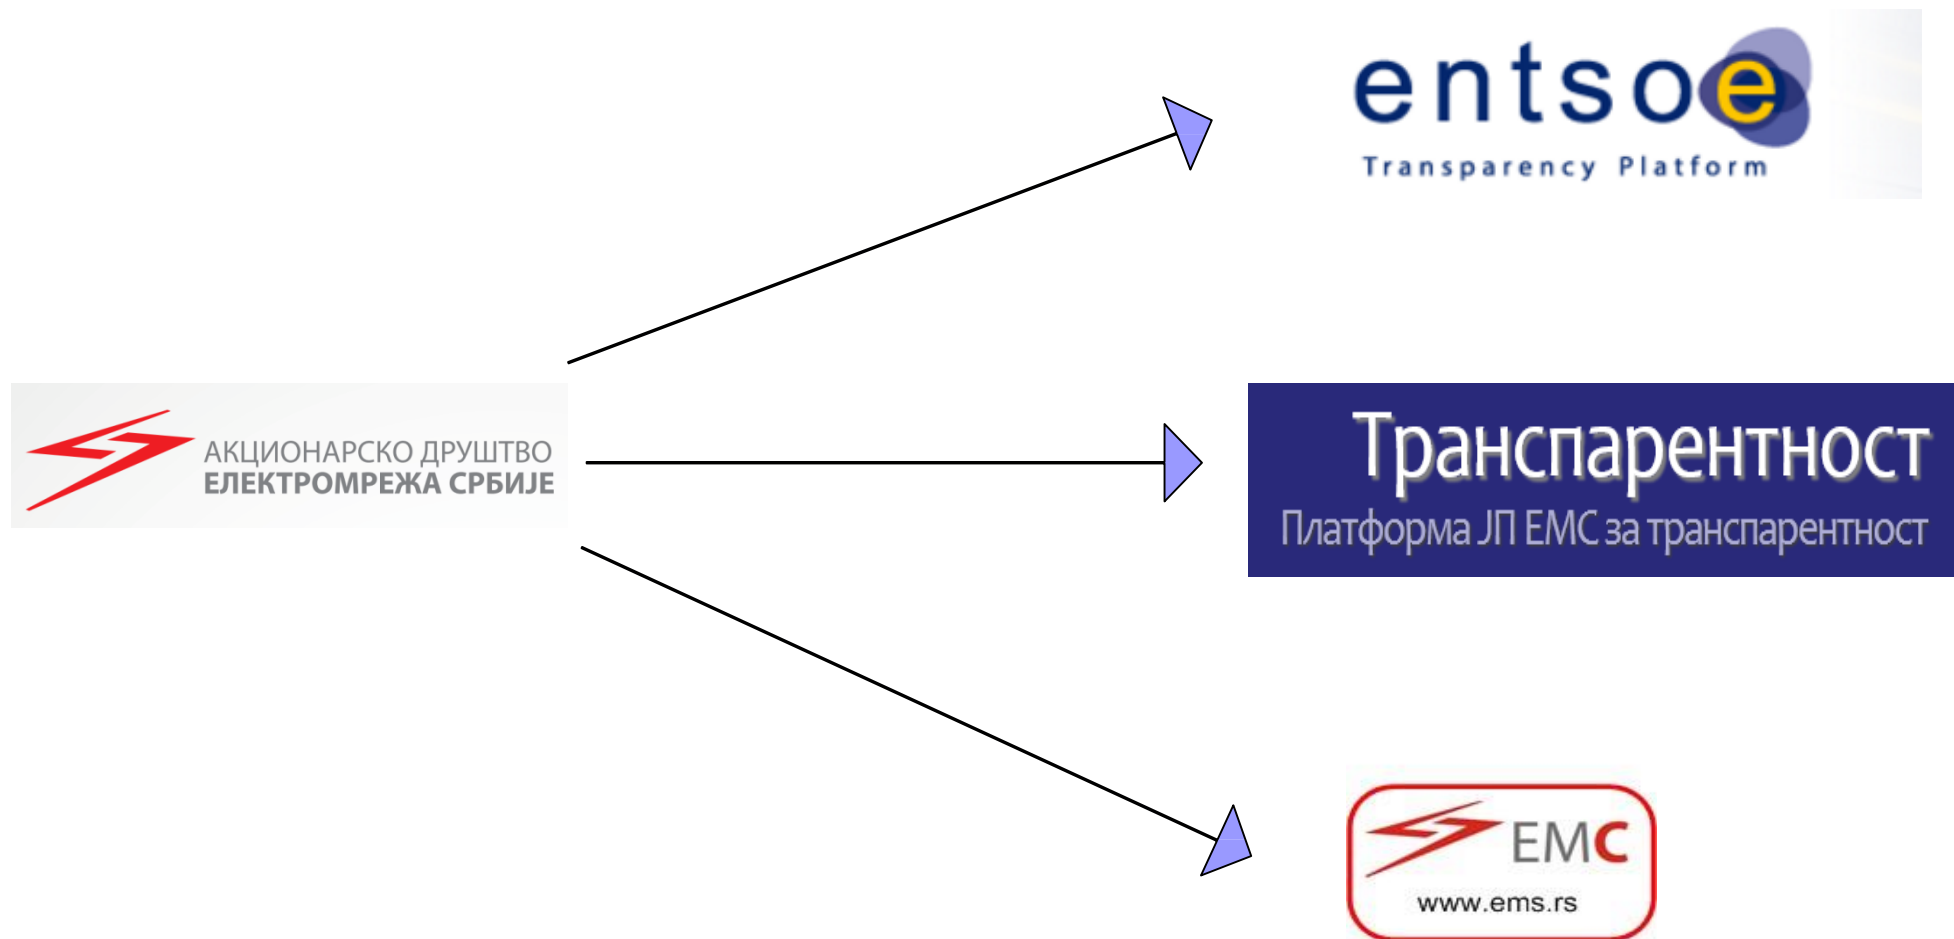 entsoe
Transparency Platform
АКЦИОНАРСКО ДРУШТВО
ЕЛЕКТРОМРЕЖА СРБИЈЕ
Транспарентност
Платформа ЈП ЕМС за транспарентност
ЕМС
www.ems.rs